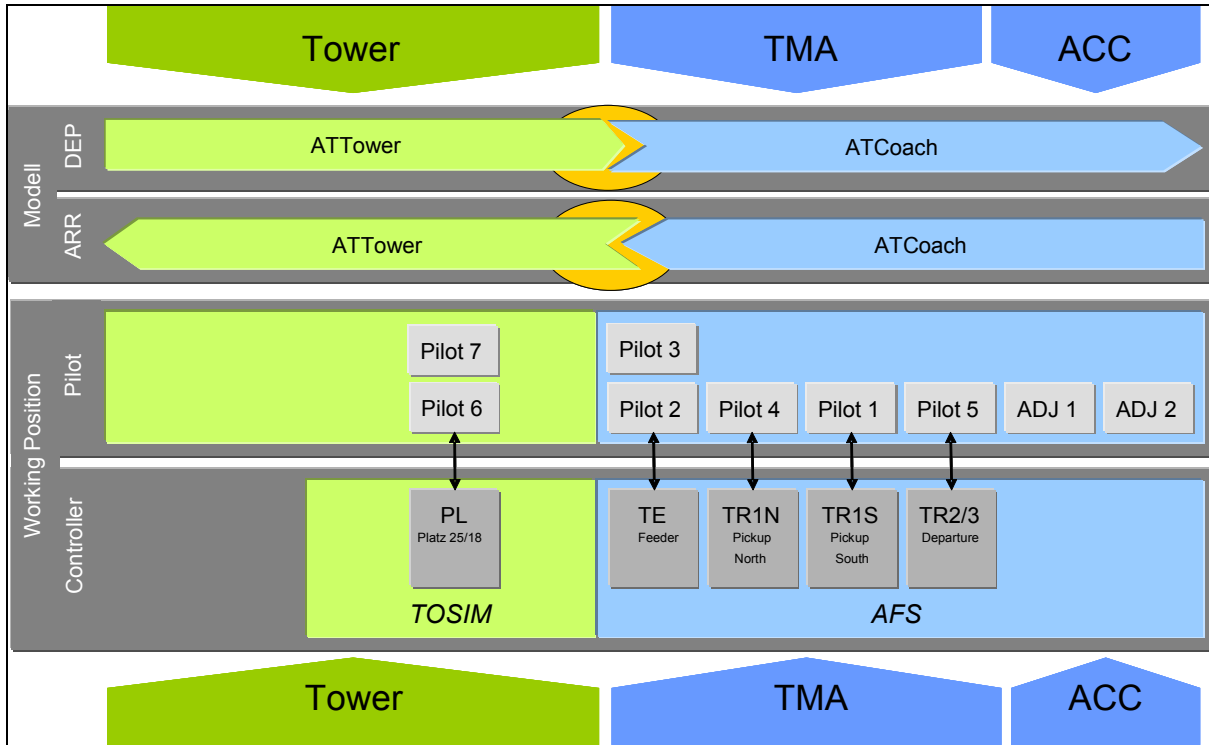 Tower
TMA
ACC
Modell
DEP
ATTower
ATCoach
ARR
ATTower
ATCoach
Working Position
Pilot
Pilot 7
Pilot 3
Pilot 6
Pilot 2
Pilot 4
Pilot 1
Pilot 5
ADJ 1
ADJ 2
Controller
PL
Platz 25/18
TE
Feeder
TR1N
Pickup
North
TR1S
Pickup
South
TR2/3
Departure
TOSIM
AFS
Tower
TMA
ACC